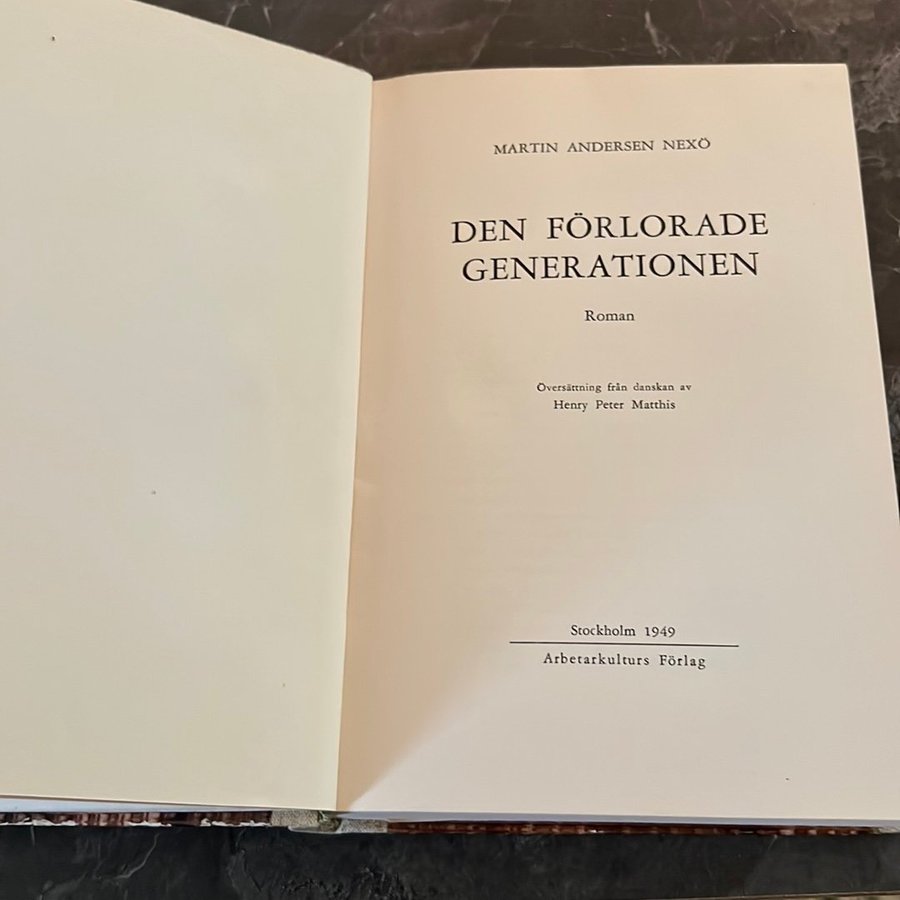 MARTIN ANDERSEN NEXÖ
DEN FÖRLORADE
GENERATIONEN
Roman
Översättning från danskan av
Henry Peter Matthis
Stockholm 1949
Arbetarkulturs Förlag